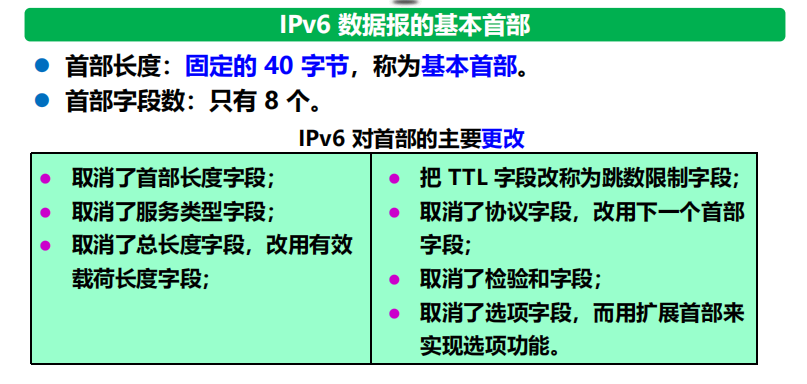 IPv6 数据报的基本首部
首部长度：固定的 40 字节，称为基本首部。
首部字段数：只有 8 个。
IPv6 对首部的主要更改
取消了首部长度字段；
取消了服务类型字段；
取消了总长度字段，改用有效
载荷长度字段；
把 TTL 字段改称为跳数限制字段；
取消了协议字段，改用下一个首部
字段；
取消了检验和字段；
取消了选项字段，而用扩展首部来
实现选项功能。